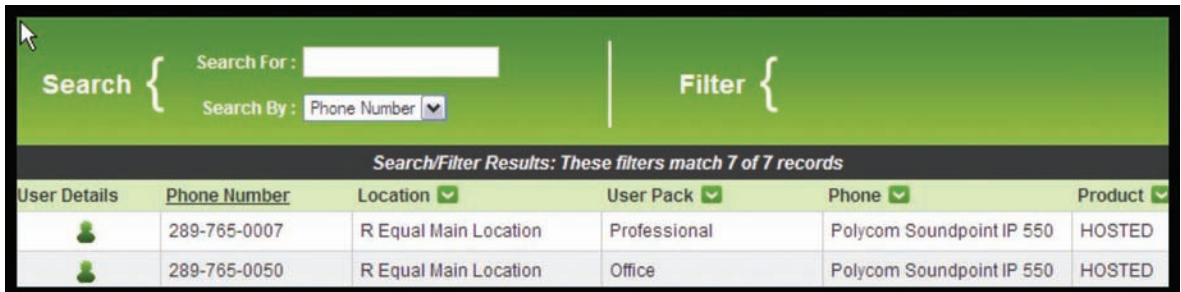 Search { Search For :
Search By : Phone Number
Filter {
Search/Filter Results: These filters match 7 of 7 records
User Details Phone Number Location User Pack Phone Product
289-765-0007 R Equal Main Location Professional Polycom Soundpoint IP 550 HOSTED
289-765-0050 R Equal Main Location Office Polycom Soundpoint IP 550 HOSTED